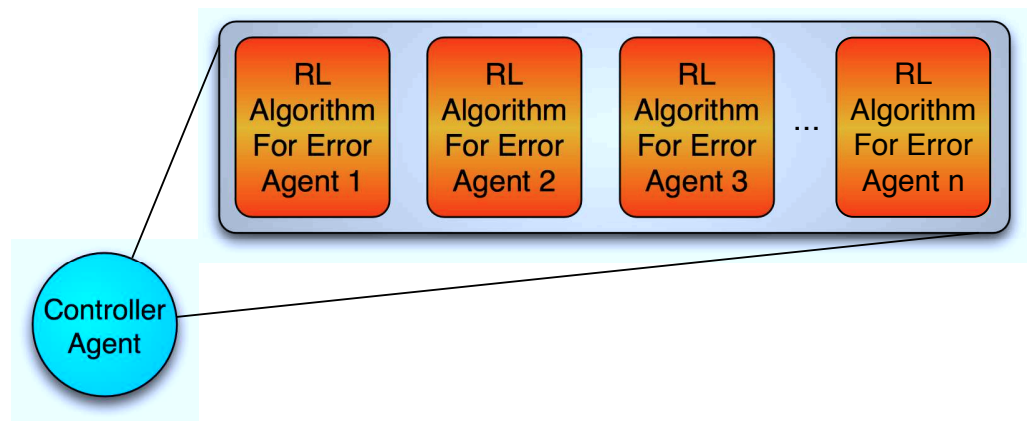 RL
Algorithm
For Error
Agent 1
RL
Algorithm
For Error
Agent 2
RL
Algorithm
For Error
Agent 3
...
RL
Algorithm
For Error
Agent n
Controller
Agent